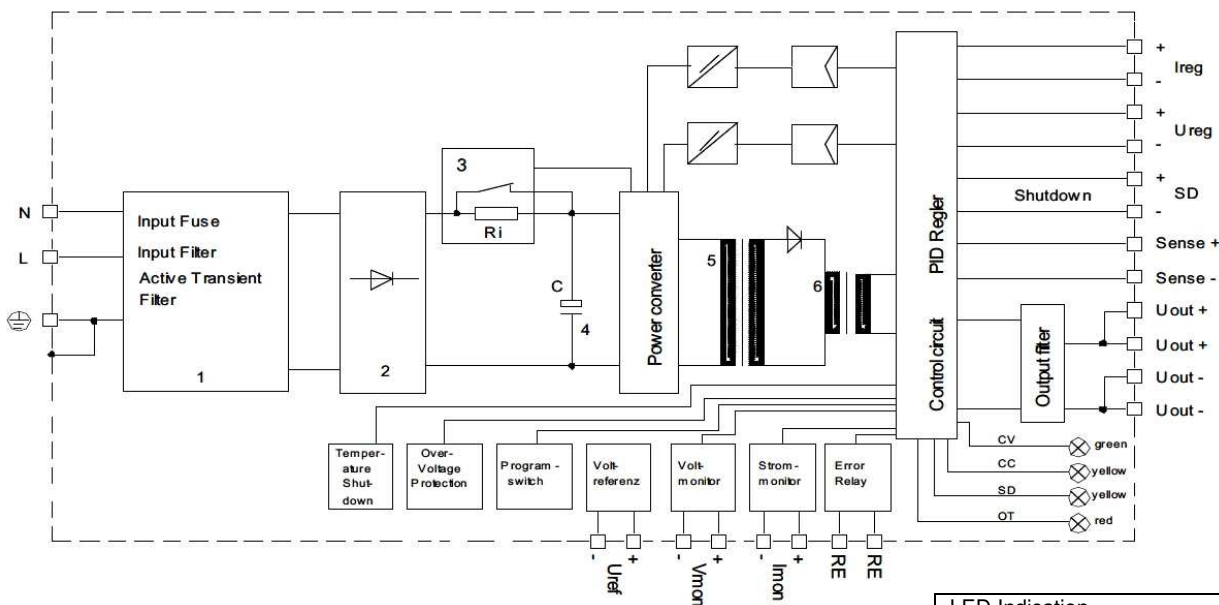 N
L
Input Fuse
Input Filter
Active Transient
Filter
1
2
3
Ri
C
4
Power converter
5
6
PID Regler
Control circuit
Shutdown
Output filter
+
Ireg
-
+
Ureg
-
+
SD
-
Sense +
Sense -
Uout +
Uout +
Uout -
Uout -
CV
green
CC
yellow
SD
yellow
OT
red
Temper-
ature
Shut-
down
Over-
Voltage
Protection
Program-
switch
Volt-
referenz
Volt-
monitor
Strom-
monitor
Error
Relay
- +
Uref
- +
Vmon
- +
Imon
RE
RE
LED Indication